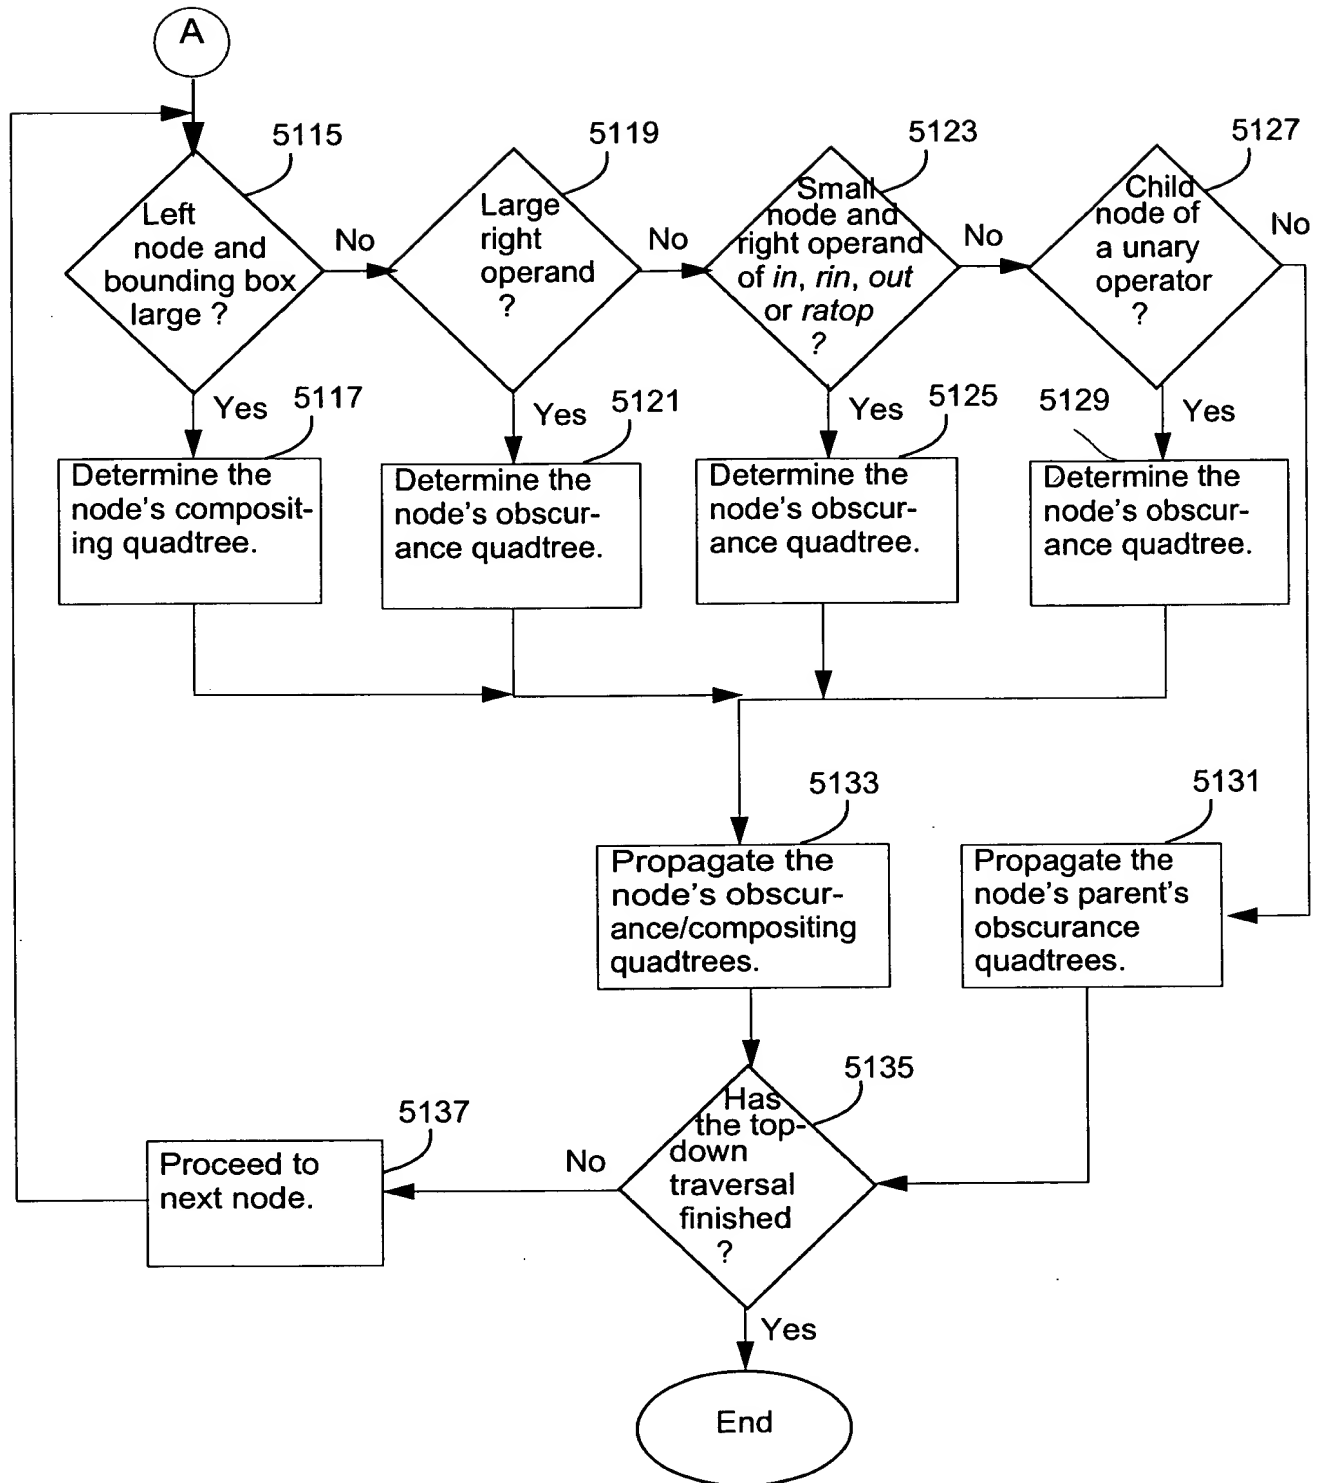 A
5115
Left
node and
bounding box
large ?
No
5119
Large
right
operand
?
No
5123
Small
node and
right operand
of in, rin, out
or ratop
?
No
5127
Child
node of
a unary
operator
?
No
Yes
5117
Determine the
node's composit-
ing quadtree.
Yes
5121
Determine the
node's obscur-
ance quadtree.
Yes
5125
Determine the
node's obscur-
ance quadtree.
Yes
5129
Determine the
node's obscur-
ance quadtree.
5133
Propagate the
node's obscur-
ance/compositing
quadtrees.
5131
Propagate the
node's parent's
obscurance
quadtrees.
5135
Has
the top-
down
traversal
finished
?
No
5137
Proceed to
next node.
Yes
End